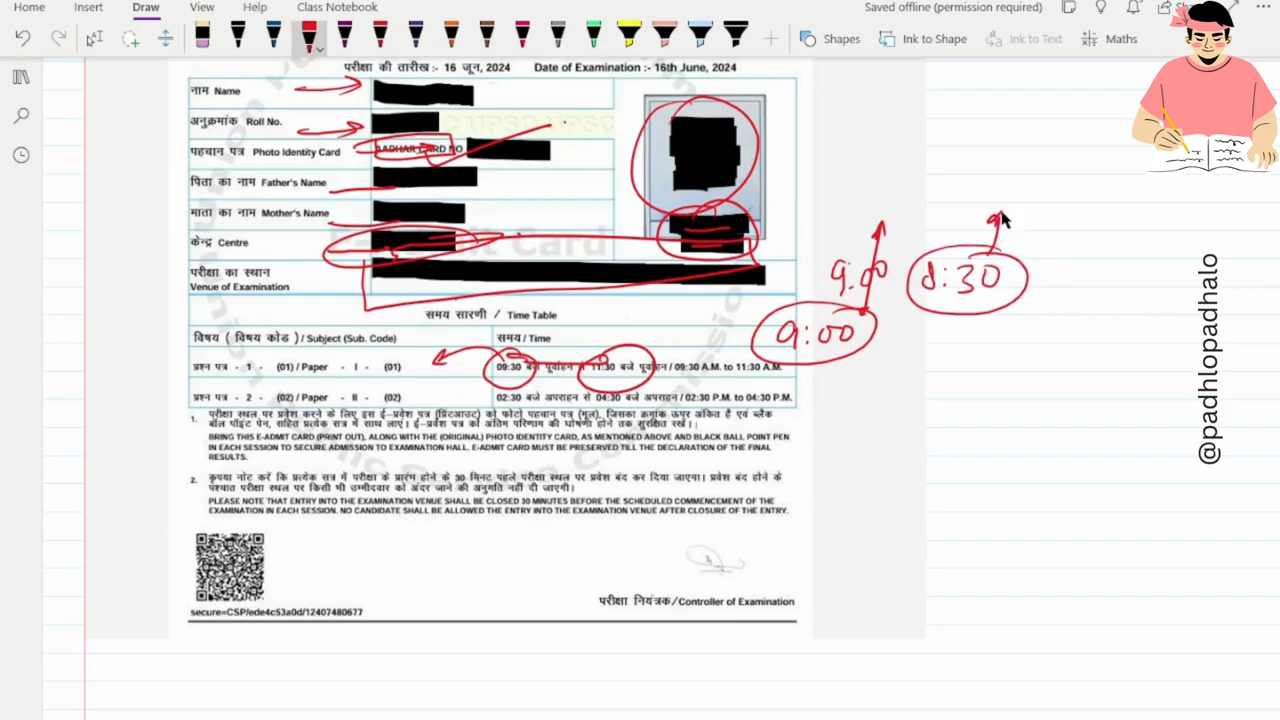 Home Insert Draw View Help Class Notebook Saved offline (permission required)
Shapes Ink to Shape Ink to Text Maths
परीक्षा की तारीख :- 16 जून, 2024 Date of Examination :- 16th June, 2024
नाम Name
अनुक्रमांक Roll No.
पहचान पत्र Photo Identity Card AADHAR CARD NO
पिता का नाम Father's Name
माता का नाम Mother's Name
केन्द्र Centre
परीक्षा का स्थान
Venue of Examination
9:00 8:30
9:00
समय सारणी / Time Table
विषय ( विषय कोड ) / Subject (Sub. Code) समय / Time
प्रश्न पत्र - 1 (01) / Paper - I - (01) 09:30 बजे पूर्वाहन से 11:30 बजे पूर्वाहन / 09:30 A.M. to 11:30 A.M.
प्रश्न पत्र - 2 (02) / Paper - II - (02) 02:30 बजे अपराहन से 04:30 बजे अपराहन / 02:30 P.M. to 04:30 P.M.
1. परीक्षा स्थल पर प्रवेश करने के लिए इस ई-प्रवेश पत्र (प्रिंटआउट) को फोटो पहचान पत्र (मूल), जिसका क्रमांक ऊपर अंकित है एवं ब्लैक
बॉल पॉइंट पेन, सहित प्रत्येक सत्र में साथ लाएं। ई-प्रवेश पत्र को अंतिम परिणाम की घोषणा होने तक सुरक्षित रखें।
BRING THIS E-ADMIT CARD (PRINT OUT), ALONG WITH THE (ORIGINAL) PHOTO IDENTITY CARD, AS MENTIONED ABOVE AND BLACK BALL POINT PEN
IN EACH SESSION TO SECURE ADMISSION TO EXAMINATION HALL. E-ADMIT CARD MUST BE PRESERVED TILL THE DECLARATION OF THE FINAL
RESULTS.
2. कृपया नोट करें कि प्रत्येक सत्र में परीक्षा के प्रारंभ होने के 30 मिनट पहले परीक्षा स्थल पर प्रवेश बंद कर दिया जाएगा। प्रवेश बंद होने के
पश्चात परीक्षा स्थल पर किसी भी उम्मीदवार को अंदर जाने की अनुमति नहीं दी जाएगी।
PLEASE NOTE THAT ENTRY INTO THE EXAMINATION VENUE SHALL BE CLOSED 30 MINUTES BEFORE THE SCHEDULED COMMENCEMENT OF THE
EXAMINATION IN EACH SESSION. NO CANDIDATE SHALL BE ALLOWED THE ENTRY INTO THE EXAMINATION VENUE AFTER CLOSURE OF THE ENTRY.
परीक्षा नियंत्रक/Controller of Examination
secure=CSP/ede4c53a0d/12407480677
@padhlopadhalo